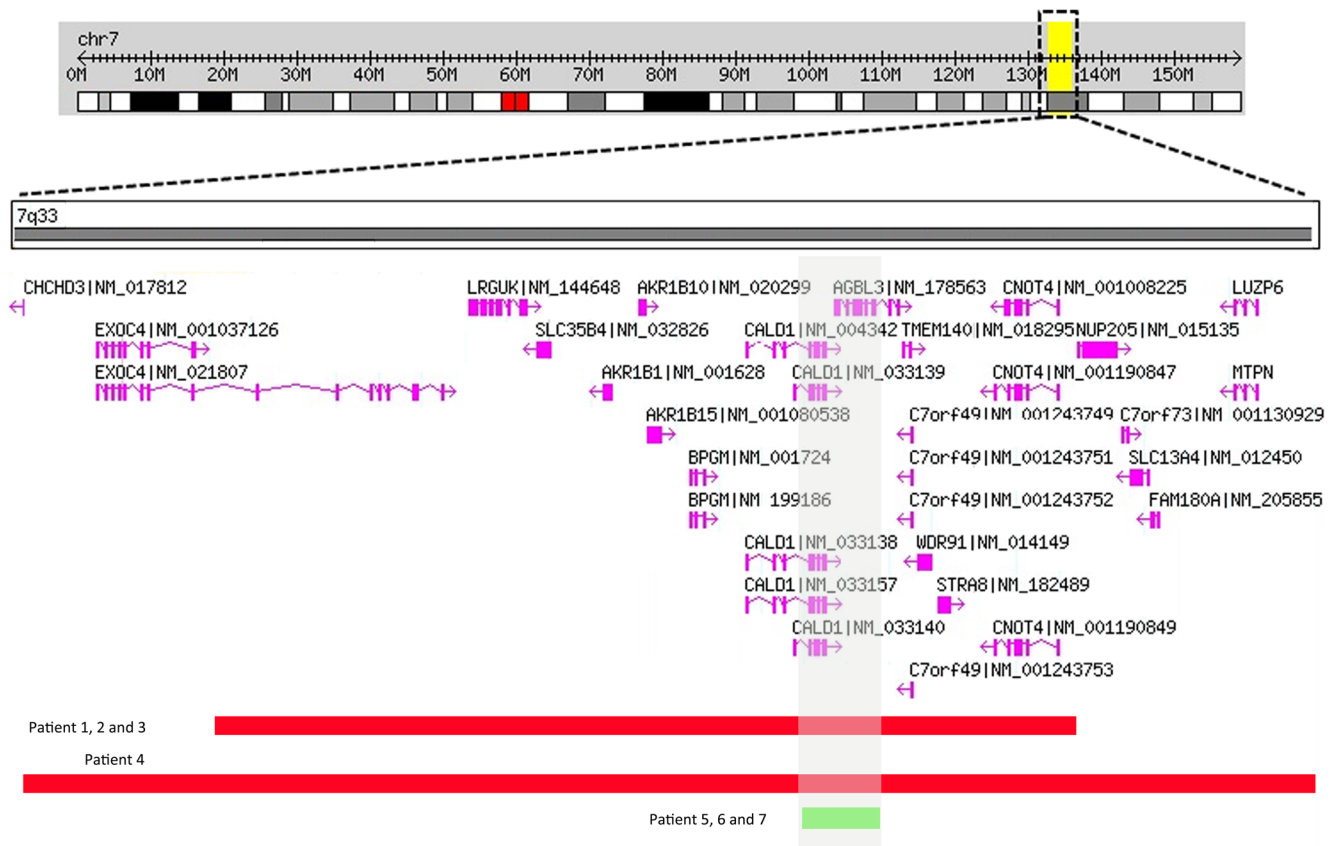 chr7
0M 10M 20M 30M 40M 50M 60M 70M 80M 90M 100M 110M 120M 130M 140M 150M
7q33
CHCHD3|NM_017812 LRGUK|NM_144648 AKR1B10|NM_020299 AGBL3|NM_178563 CNOT4|NM_001008225 LUZP6
EXOC4|NM_001037126 SLC35B4|NM_032826 CALD1|NM_004342 TMEM140|NM_018295 NUP205|NM_015135
EXOC4|NM_021807 AKR1B1|NM_001628 CALD1|NM_033139 CNOT4|NM_001190847 MTPN
AKR1B15|NM_001080538 C7orf49|NM_001243749 C7orf73|NM_001130929
BPGM|NM_001724 C7orf49|NM_001243751 SLC13A4|NM_012450
BPGM|NM_199186 C7orf49|NM_001243752 FAM180A|NM_205855
CALD1|NM_033138 WDR91|NM_014149
CALD1|NM_033157 STRA8|NM_182489
CALD1|NM_033140 CNOT4|NM_001190849
C7orf49|NM_001243753
Patient 1, 2 and 3
Patient 4
Patient 5, 6 and 7